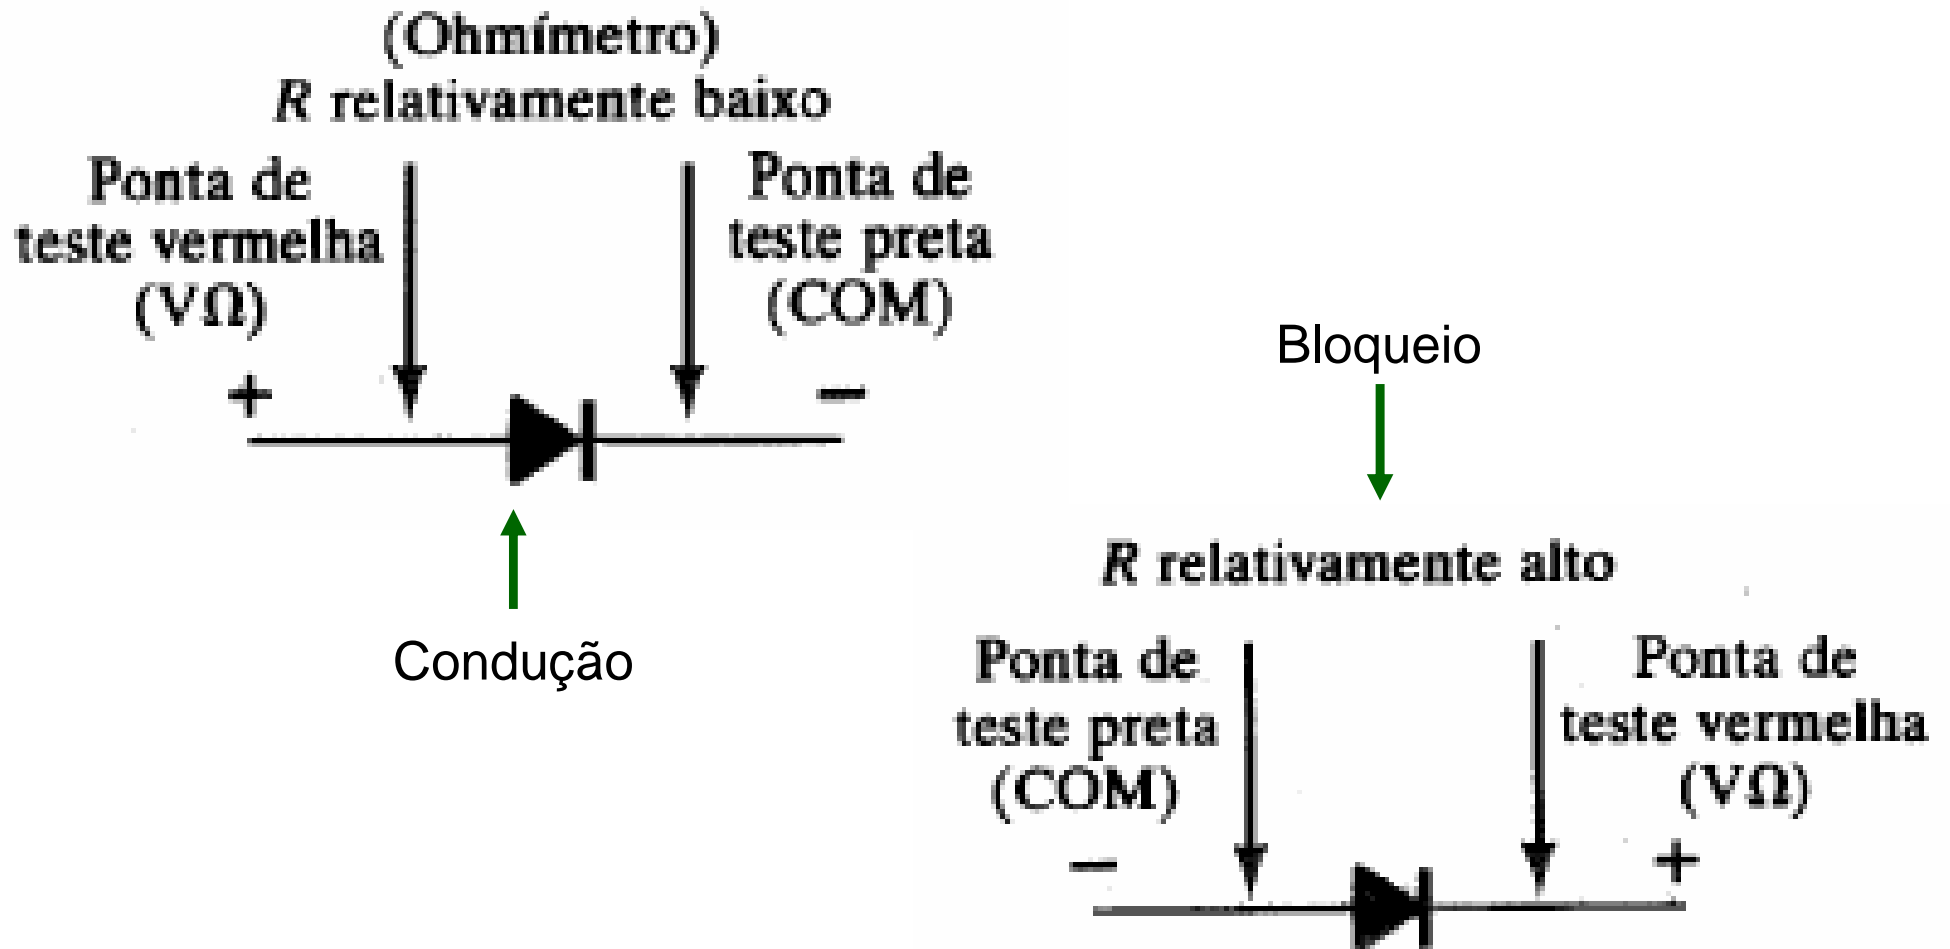 (Ohmímetro)
R relativamente baixo
Ponta de
teste vermelha
(VΩ)
Ponta de
teste preta
(COM)
+
−
Condução
Bloqueio
R relativamente alto
Ponta de
teste preta
(COM)
Ponta de
teste vermelha
(VΩ)
−
+